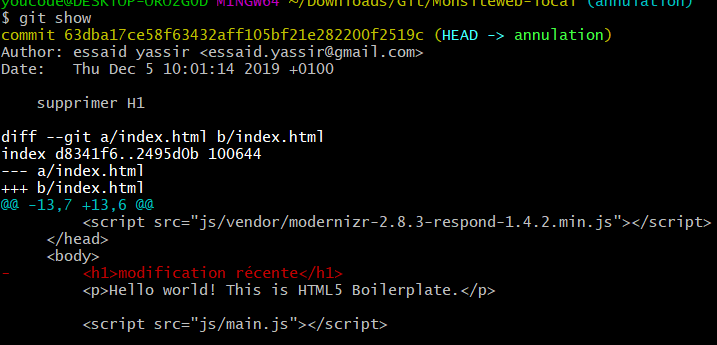 youcode@DESKTOP-ORO2G0D MINGW64 ~/Downloads/Git/Monsiteweb-local (annulation)
$ git show
commit 63dba17ce58f63432aff105bf21e282200f2519c (HEAD -> annulation)
Author: essaid yassir <essaid.yassir@gmail.com>
Date:   Thu Dec 5 10:01:14 2019 +0100
    supprimer H1
diff --git a/index.html b/index.html
index d8341f6..2495d0b 100644
--- a/index.html
+++ b/index.html
@@ -13,7 +13,6 @@
        <script src="js/vendor/modernizr-2.8.3-respond-1.4.2.min.js"></script>
    </head>
    <body>
-       <h1>modification récente</h1>
        <p>Hello world! This is HTML5 Boilerplate.</p>
        <script src="js/main.js"></script>